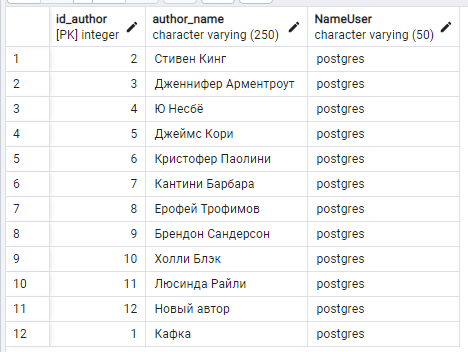 id_author author_name NameUser
[PK] integer character varying (250) character varying (50)
1 2 Стивен Кинг postgres
2 3 Дженнифер Арментроут postgres
3 4 Ю Несбё postgres
4 5 Джеймс Кори postgres
5 6 Кристофер Паолини postgres
6 7 Кантини Барбара postgres
7 8 Ерофей Трофимов postgres
8 9 Брендон Сандерсон postgres
9 10 Холли Блэк postgres
10 11 Люсинда Райли postgres
11 12 Новый автор postgres
12 1 Кафка postgres